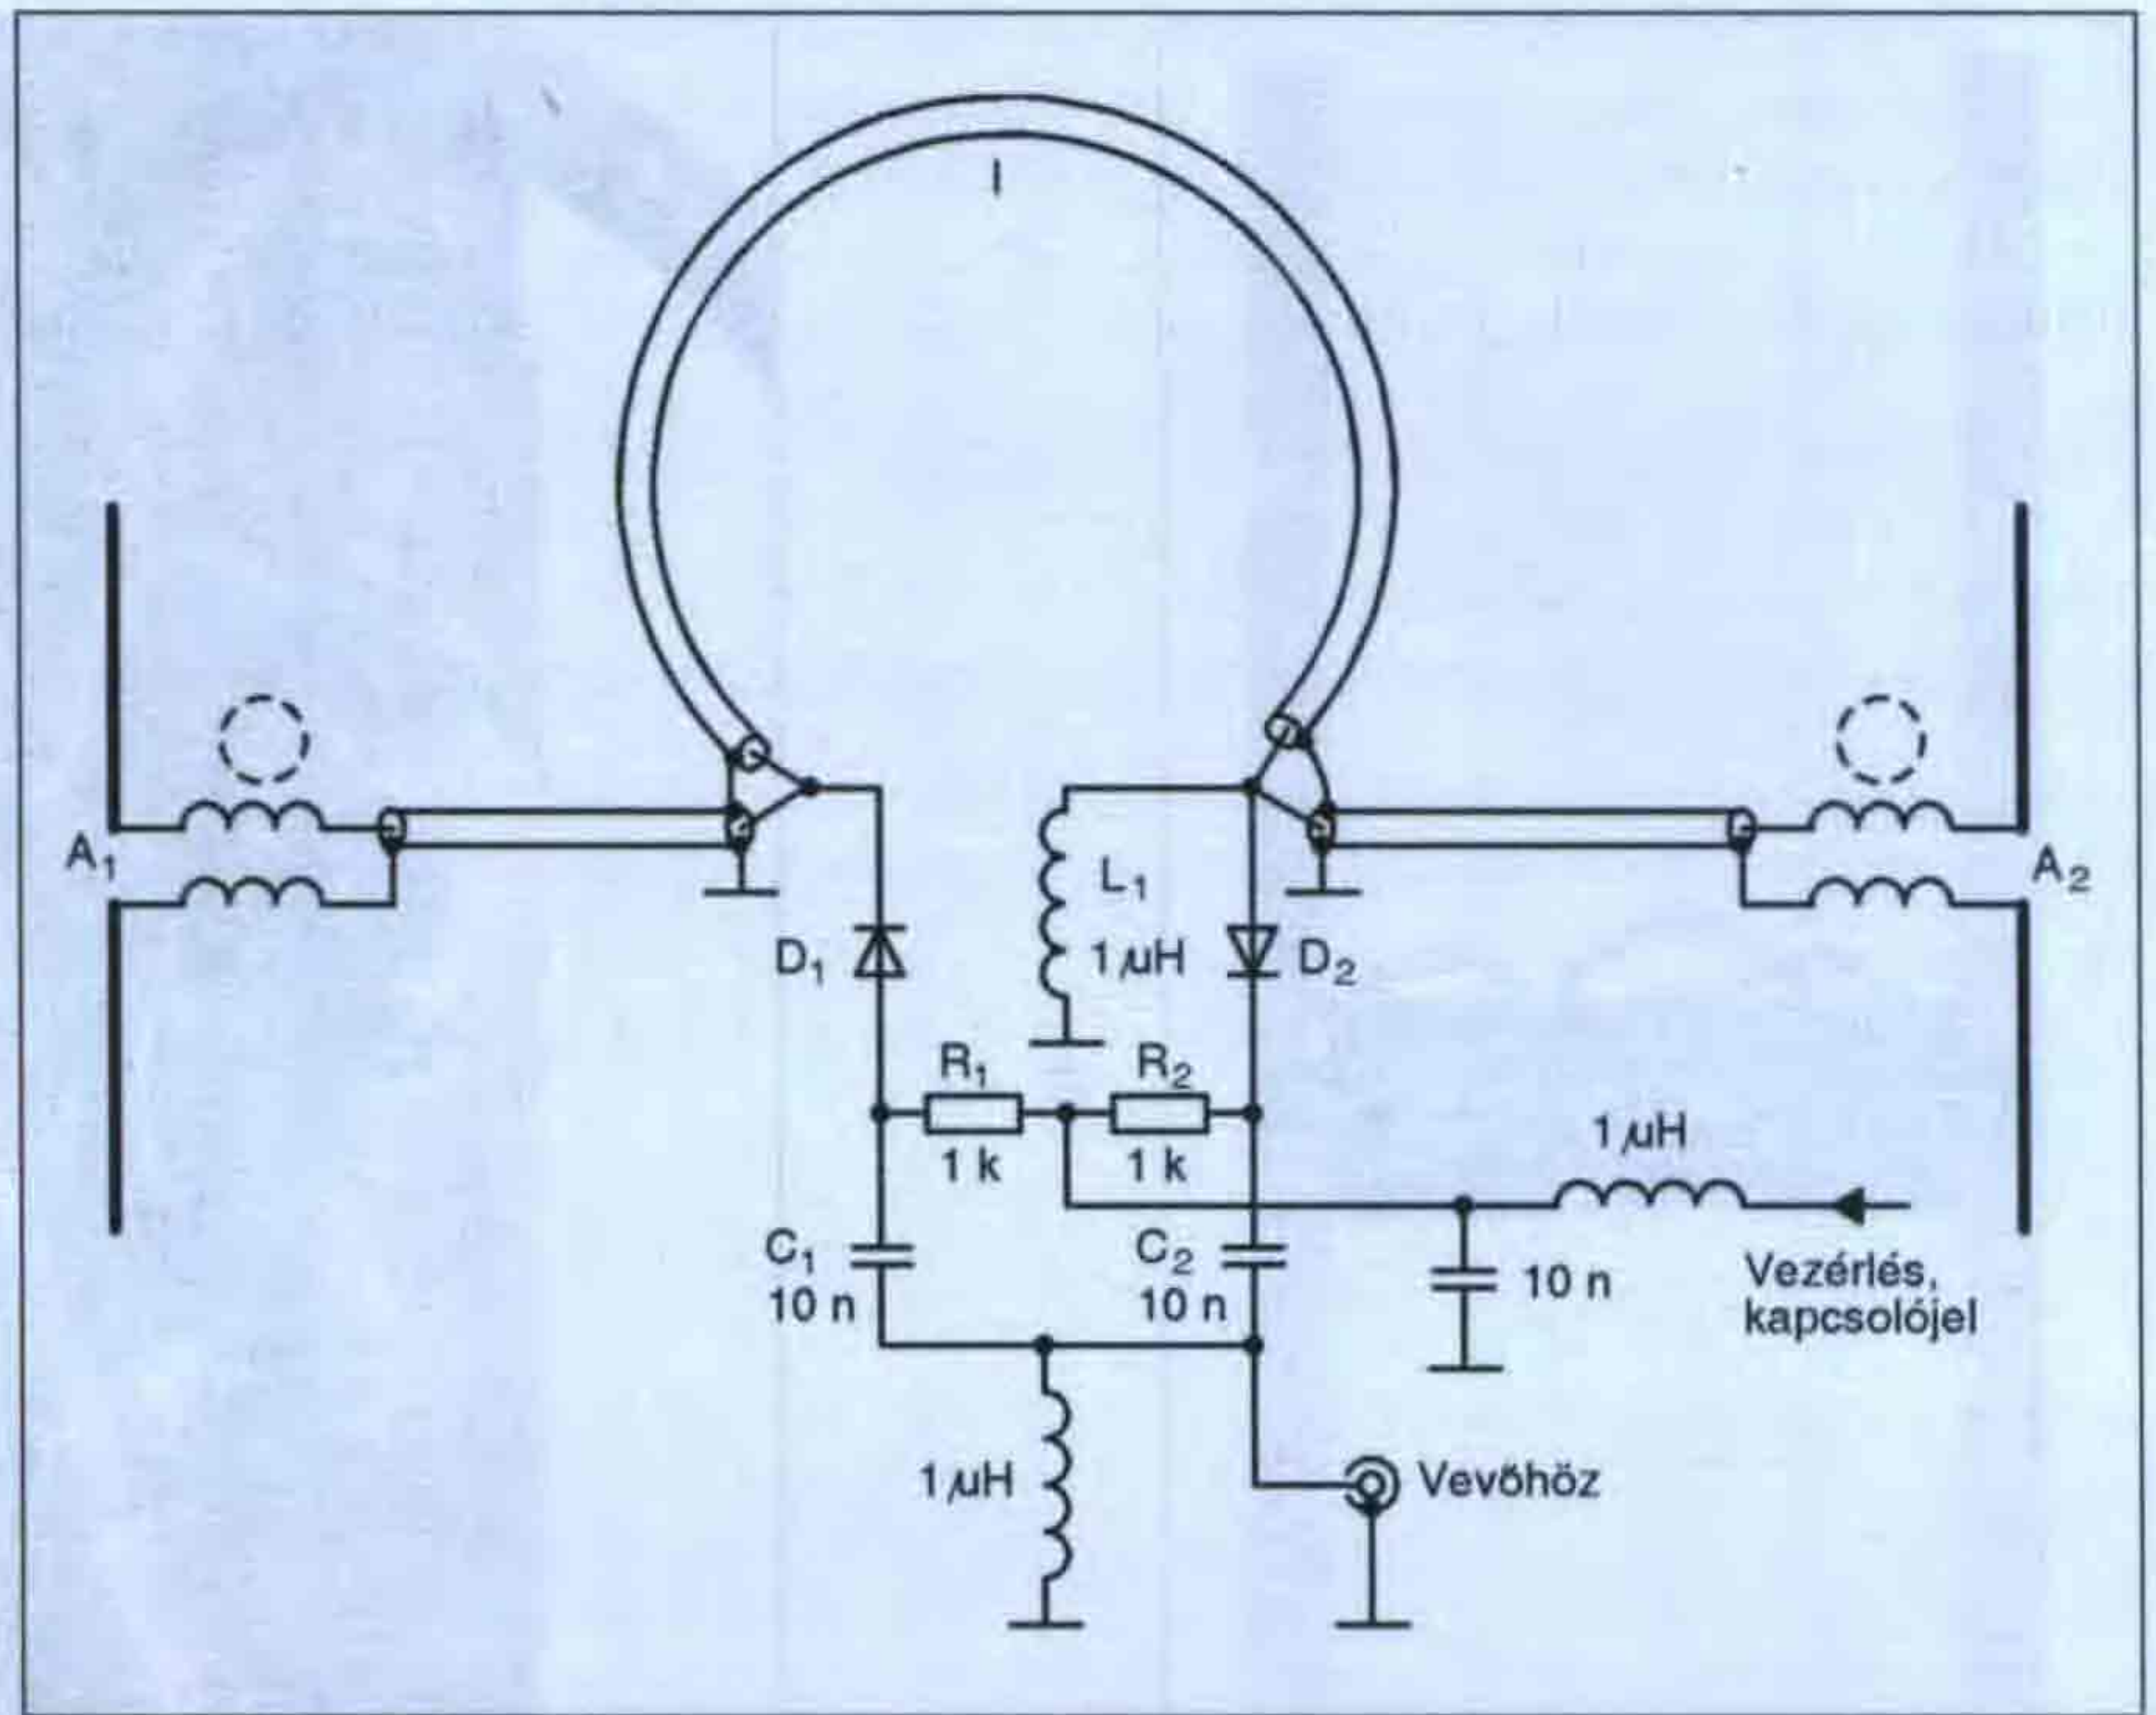 l
A₁
A₂
L₁
1 µH
D₁
D₂
R₁
R₂
1 k
1 k
1 µH
C₁
10 n
C₂
10 n
10 n
Vezérlés,
kapcsolójel
1 µH
Vevőhöz